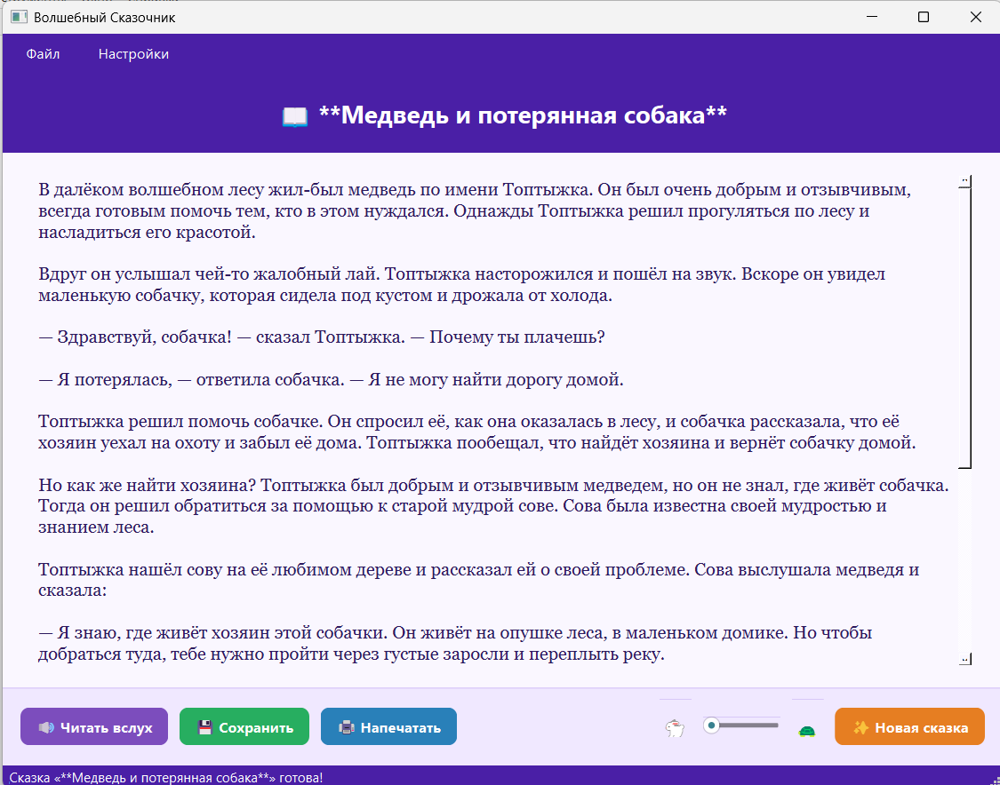 Волшебный Сказочник
Файл Настройки
**Медведь и потерянная собака**
В далёком волшебном лесу жил-был медведь по имени Топтыжка. Он был очень добрым и отзывчивым,
всегда готовым помочь тем, кто в этом нуждался. Однажды Топтыжка решил прогуляться по лесу и
насладиться его красотой.
Вдруг он услышал чей-то жалобный лай. Топтыжка насторожился и пошёл на звук. Вскоре он увидел
маленькую собачку, которая сидела под кустом и дрожала от холода.
— Здравствуй, собачка! — сказал Топтыжка. — Почему ты плачешь?
— Я потерялась, — ответила собачка. — Я не могу найти дорогу домой.
Топтыжка решил помочь собачке. Он спросил её, как она оказалась в лесу, и собачка рассказала, что её
хозяин уехал на охоту и забыл её дома. Топтыжка пообещал, что найдёт хозяина и вернёт собачку домой.
Но как же найти хозяина? Топтыжка был добрым и отзывчивым медведем, но он не знал, где живёт собачка.
Тогда он решил обратиться за помощью к старой мудрой сове. Сова была известна своей мудростью и
знанием леса.
Топтыжка нашёл сову на её любимом дереве и рассказал ей о своей проблеме. Сова выслушала медведя и
сказала:
— Я знаю, где живёт хозяин этой собачки. Он живёт на опушке леса, в маленьком домике. Но чтобы
добраться туда, тебе нужно пройти через густые заросли и переплыть реку.
Читать вслух Сохранить Напечатать Новая сказка
Сказка «**Медведь и потерянная собака**» готова!